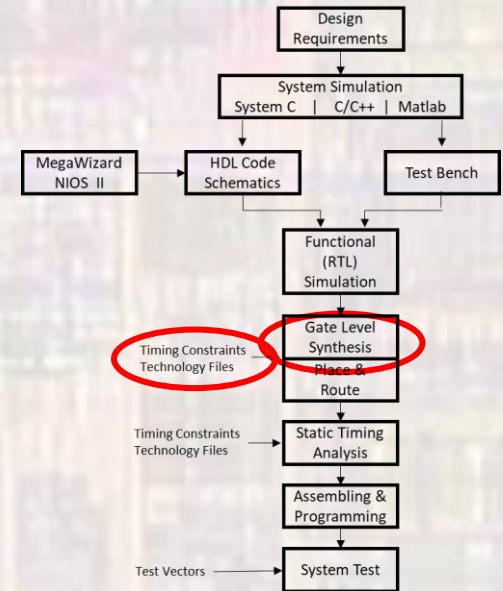 Design
Requirements
System Simulation
System C | C/C++ | Matlab
MegaWizard
NIOS II
HDL Code
Schematics
Test Bench
Functional
(RTL)
Simulation
Gate Level
Synthesis
Timing Constraints
Technology Files
Place &
Route
Timing Constraints
Technology Files
Static Timing
Analysis
Assembling &
Programming
Test Vectors
System Test